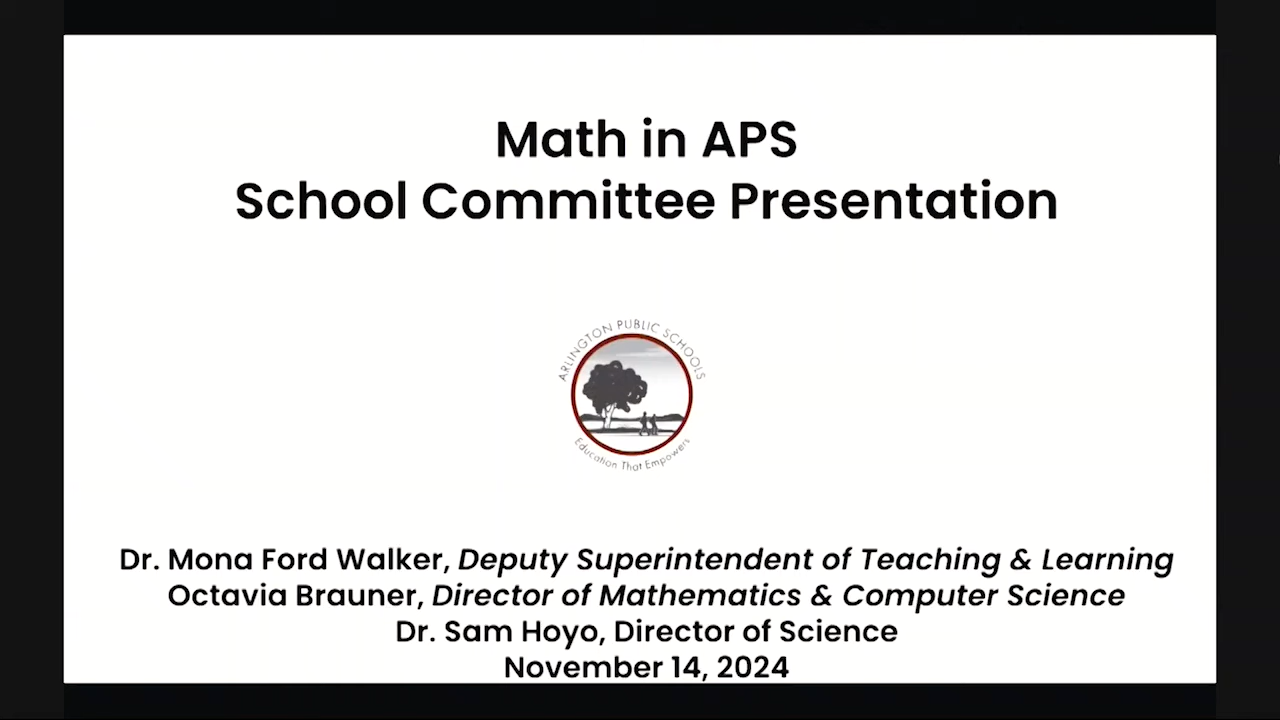 Math in APS
School Committee Presentation
ARLINGTON PUBLIC SCHOOLS
Education That Empowers
Dr. Mona Ford Walker, Deputy Superintendent of Teaching & Learning
Octavia Brauner, Director of Mathematics & Computer Science
Dr. Sam Hoyo, Director of Science
November 14, 2024